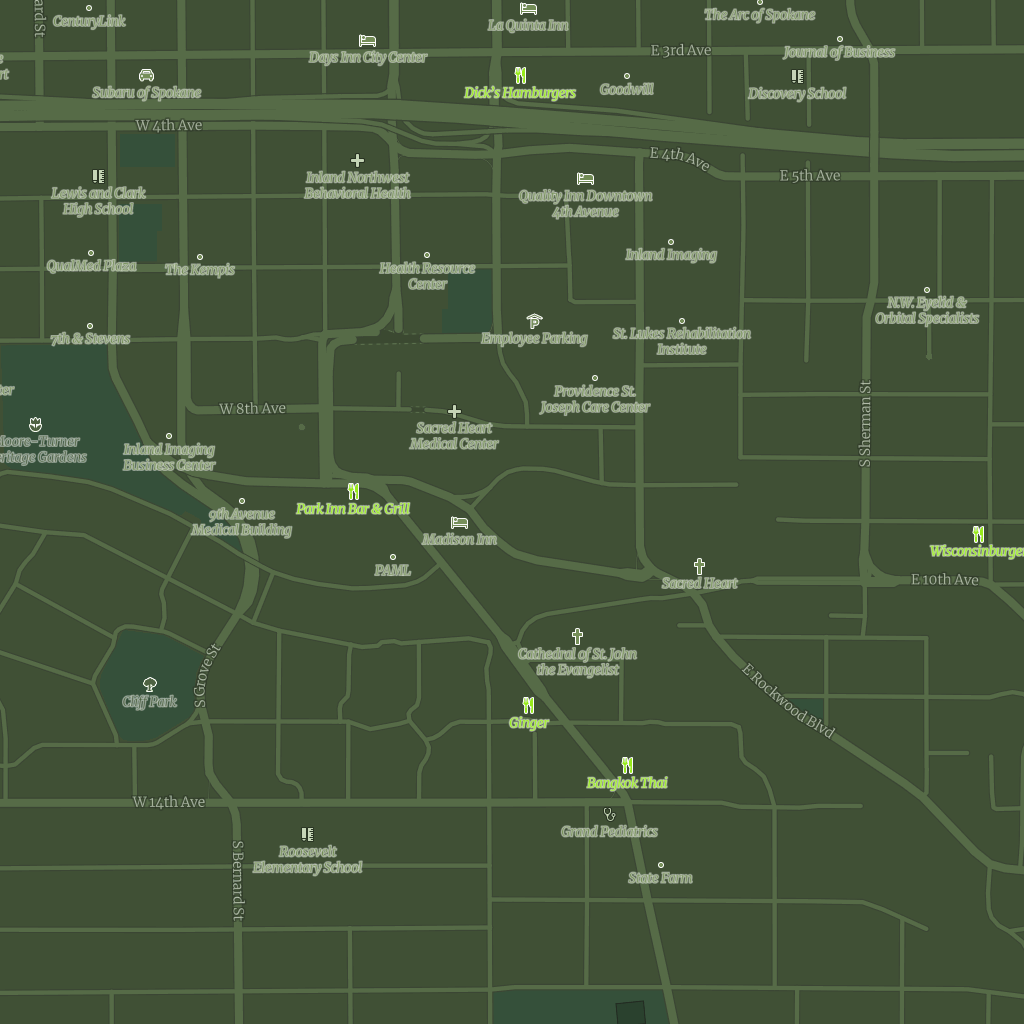 CenturyLink
La Quinta Inn
The Arc of Spokane
Days Inn City Center
E 3rd Ave
Journal of Business
Subaru of Spokane
Dick's Hamburgers
Goodwill
Discovery School
W 4th Ave
E 4th Ave
E 5th Ave
Inland Northwest
Behavioral Health
Lewis and Clark
High School
Quality Inn Downtown
4th Avenue
QualMed Plaza
The Kempis
Health Resource
Center
Inland Imaging
N.W. Eyelid &
Orbital Specialists
7th & Stevens
Employee Parking
St. Lukes Rehabilitation
Institute
Providence St.
Joseph Care Center
W 8th Ave
S Sherman St
Sacred Heart
Medical Center
Moore-Turner
Heritage Gardens
Inland Imaging
Business Center
Park Inn Bar & Grill
9th Avenue
Medical Building
Madison Inn
Wisconsinburger
PAML
Sacred Heart
E 10th Ave
Cathedral of St. John
the Evangelist
S Grove St
Cliff Park
E Rockwood Blvd
Ginger
Bangkok Thai
W 14th Ave
Grand Pediatrics
Roosevelt
Elementary School
S Bernard St
State Farm